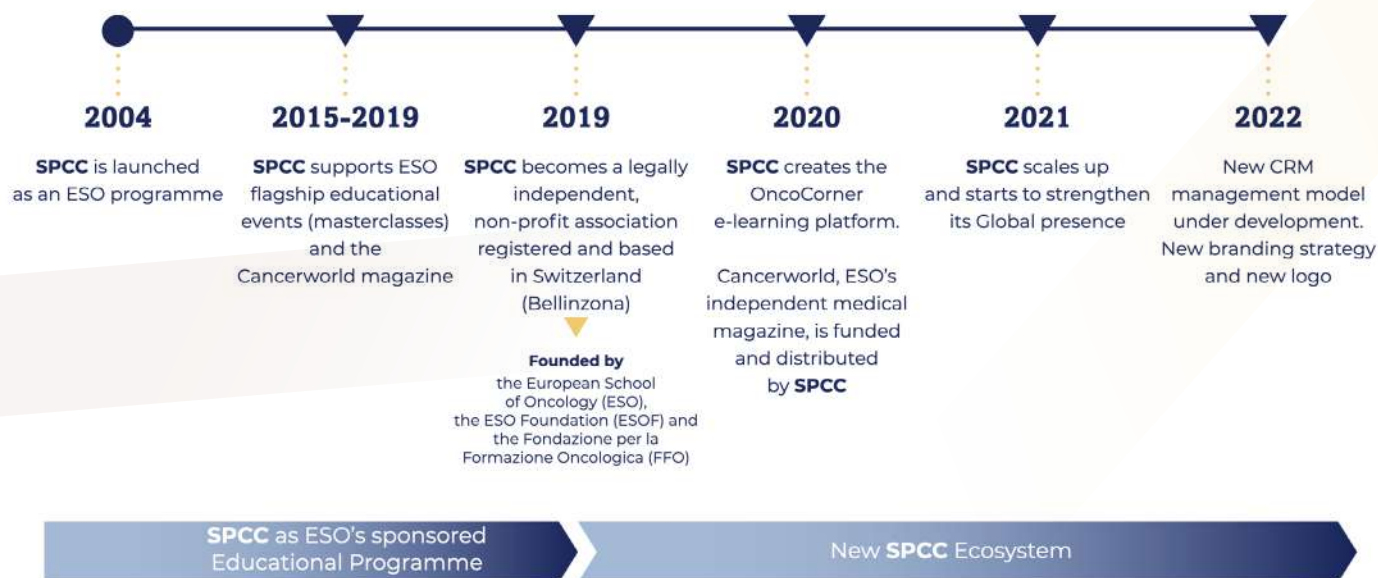 2004
SPCC is launched
as an ESO programme
2015-2019
SPCC supports ESO
flagship educational
events (masterclasses)
and the
Cancerworld magazine
2019
SPCC becomes a legally
independent,
non-profit association
registered and based
in Switzerland
(Bellinzona)
Founded by
the European School
of Oncology (ESO),
the ESO Foundation (ESOF) and
the Fondazione per la
Formazione Oncologica (FFO)
2020
SPCC creates the
OncoCorner
e-learning platform.
Cancerworld, ESO’s
independent medical
magazine, is funded
and distributed
by SPCC
2021
SPCC scales up
and starts to strengthen
its Global presence
2022
New CRM
management model
under development.
New branding strategy
and new logo
SPCC as ESO’s sponsored
Educational Programme
New SPCC Ecosystem